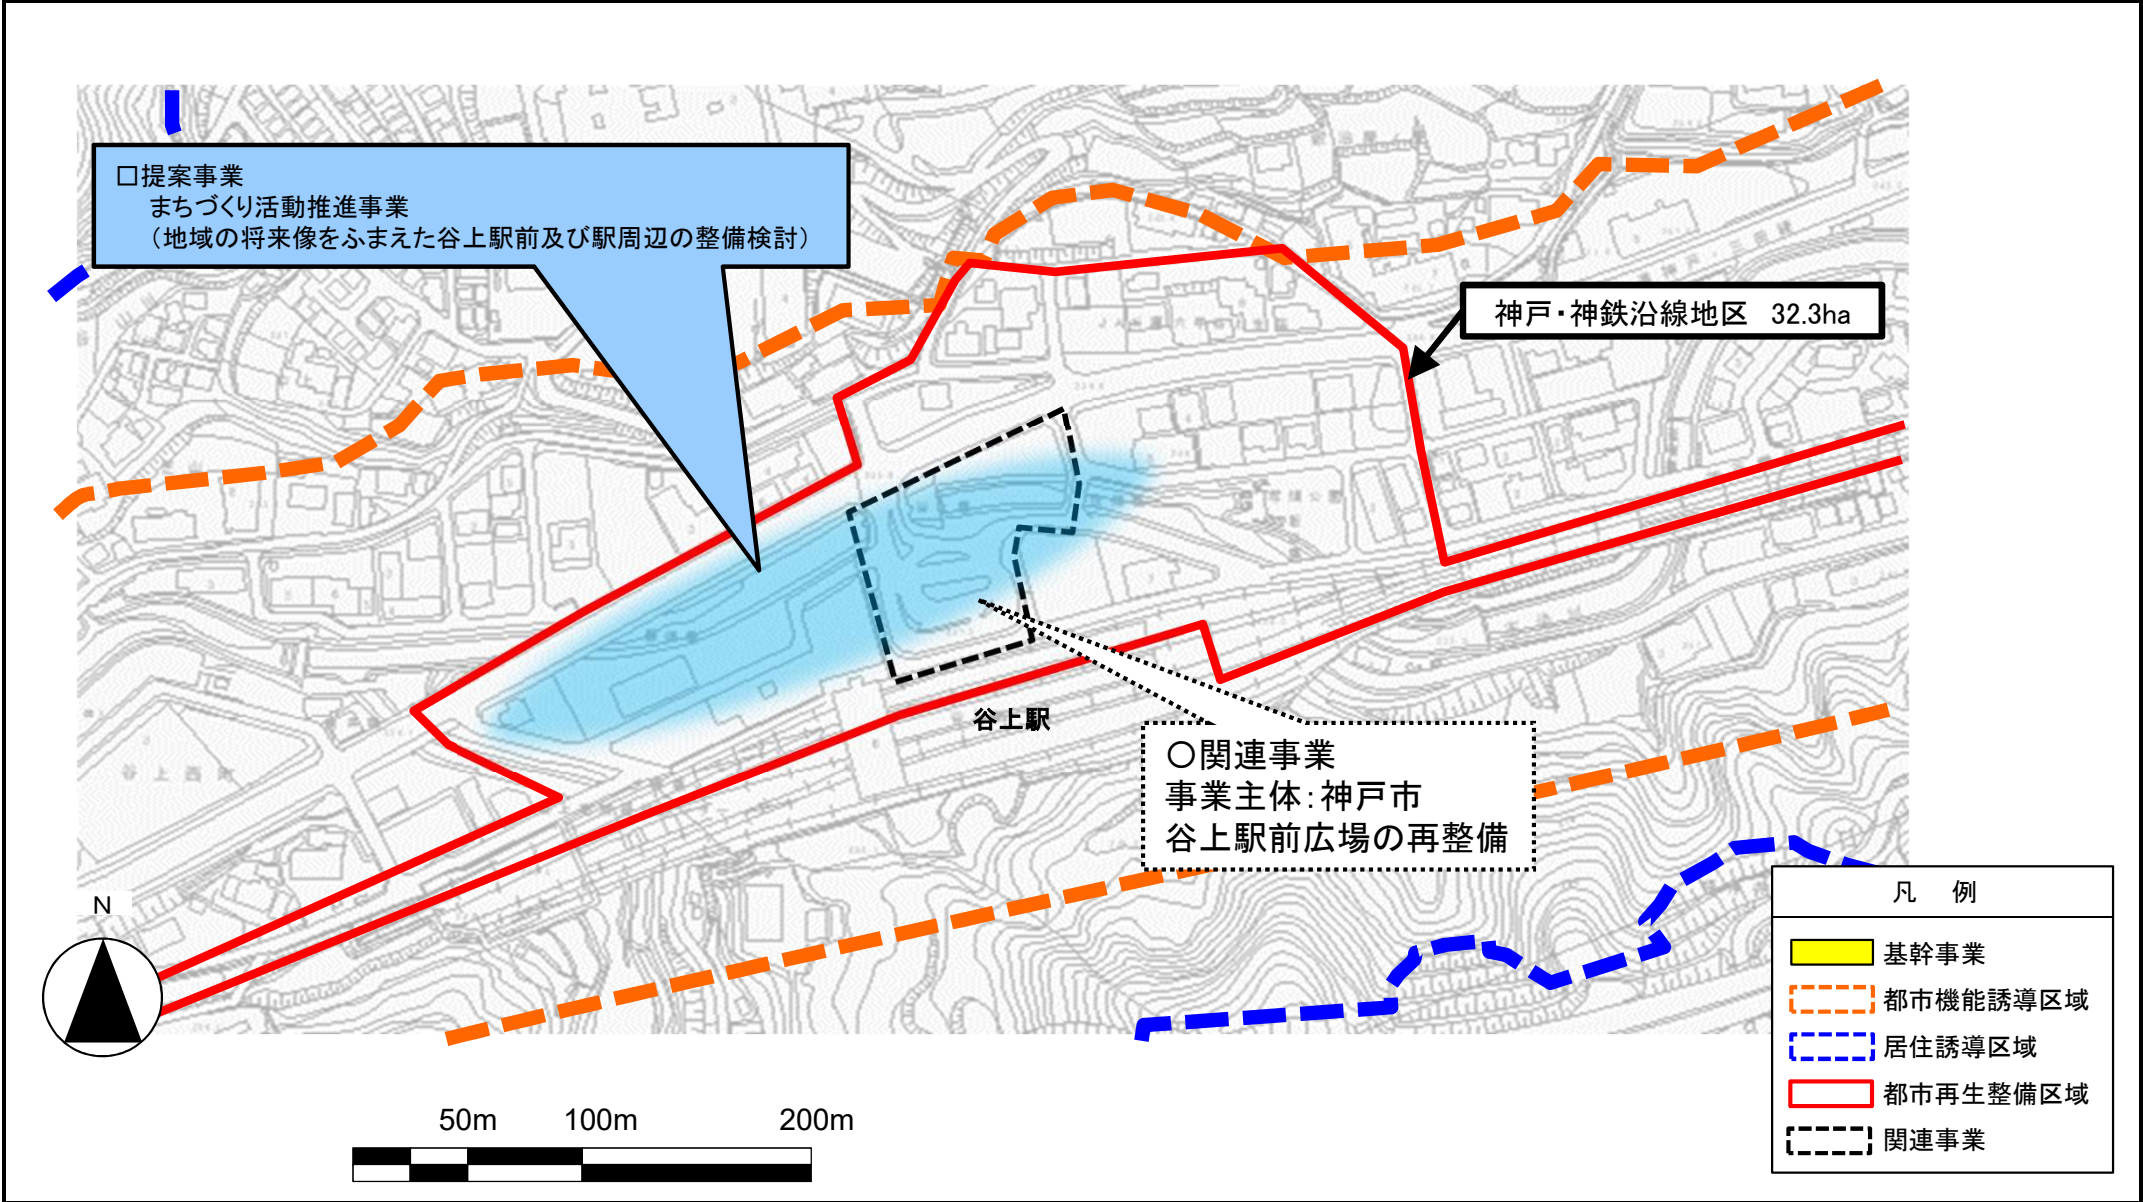 □提案事業
まちづくり活動推進事業
（地域の将来像をふまえた谷上駅前及び駅周辺の整備検討）
神戸・神鉄沿線地区　32.3ha
谷上駅
○関連事業
事業主体：神戸市
谷上駅前広場の再整備
谷上西町
N
50m 100m 200m
凡　例
基幹事業
都市機能誘導区域
居住誘導区域
都市再生整備区域
関連事業